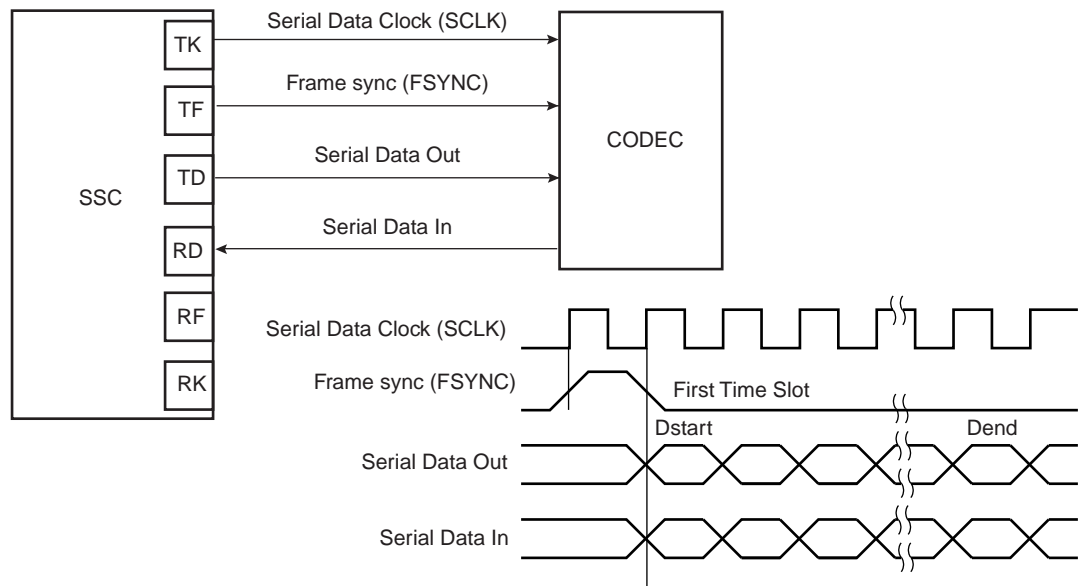 SSC
TK
TF
TD
RD
RF
RK
Serial Data Clock (SCLK)
Frame sync (FSYNC)
Serial Data Out
Serial Data In
CODEC
Serial Data Clock (SCLK)
Frame sync (FSYNC)
First Time Slot
Dstart
Dend
Serial Data Out
Serial Data In